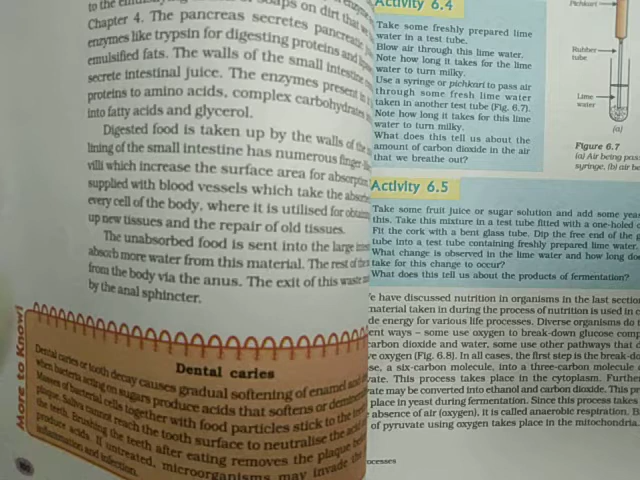 to the emulsifying
soaps on dirt that we
Chapter 4. The pancreas secretes pancreatic
enzymes like trypsin for digesting proteins and
emulsified fats. The walls of the small intestine
secrete intestinal juice. The enzymes present in
proteins to amino acids, complex carbohydrates
into fatty acids and glycerol.
Digested food is taken up by the walls of the
lining of the small intestine has numerous finger-
villi which increase the surface area for absorption
supplied with blood vessels which take the absorbe
every cell of the body, where it is utilised for obtaining
up new tissues and the repair of old tissues.
The unabsorbed food is sent into the large
absorb more water from this material. The rest of the
from the body via the anus. The exit of this waste
by the anal sphincter.
More to Know!
Dental caries
Dental caries or tooth decay causes gradual softening of enamel and
when bacteria acting on sugars produce acids that softens or demineral
Masses of bacterial cells together with food particles stick to the teeth
plaque. Saliva cannot reach the tooth surface to neutralise the acid
the teeth. Brushing the teeth after eating removes the plaque
produce acids. If untreated, microorganisms may invade the
inflammation and infection.
Activity 6.4
Take some freshly prepared lime
water in a test tube.
Blow air through this lime water.
Note how long it takes for the lime
water to turn milky.
Use a syringe or pichkari to pass air
through some fresh lime water
taken in another test tube (Fig. 6.7).
Note how long it takes for this lime
water to turn milky.
What does this tell us about the
amount of carbon dioxide in the air
that we breathe out?
Pichkari
Rubber
tube
Lime
water
(a)
Figure 6.7
(a) Air being pass
syringe, (b) air be
Activity 6.5
Take some fruit juice or sugar solution and add some yeas
this. Take this mixture in a test tube fitted with a one-holed c
Fit the cork with a bent glass tube. Dip the free end of the g
tube into a test tube containing freshly prepared lime water.
What change is observed in the lime water and how long doe
take for this change to occur?
What does this tell us about the products of fermentation?
e have discussed nutrition in organisms in the last section
material taken in during the process of nutrition is used in c
de energy for various life processes. Diverse organisms do
ent ways – some use oxygen to break-down glucose comp
carbon dioxide and water, some use other pathways that d
ve oxygen (Fig. 6.8). In all cases, the first step is the break-do
se, a six-carbon molecule, into a three-carbon molecule
vate. This process takes place in the cytoplasm. Further
vate may be converted into ethanol and carbon dioxide. This pr
place in yeast during fermentation. Since this process takes
absence of air (oxygen), it is called anaerobic respiration. B
of pyruvate using oxygen takes place in the mitochondria.
ocesses